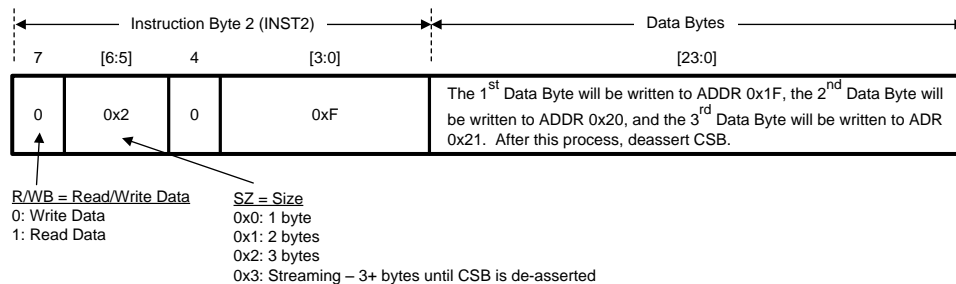 Instruction Byte 2 (INST2) Data Bytes
7 [6:5] 4 [3:0] [23:0]
0 0x2 0 0xF
The 1st Data Byte will be written to ADDR 0x1F, the 2nd Data Byte will
be written to ADDR 0x20, and the 3rd Data Byte will be written to ADR
0x21. After this process, deassert CSB.
R/WB = Read/Write Data
0: Write Data
1: Read Data
SZ = Size
0x0: 1 byte
0x1: 2 bytes
0x2: 3 bytes
0x3: Streaming – 3+ bytes until CSB is de-asserted